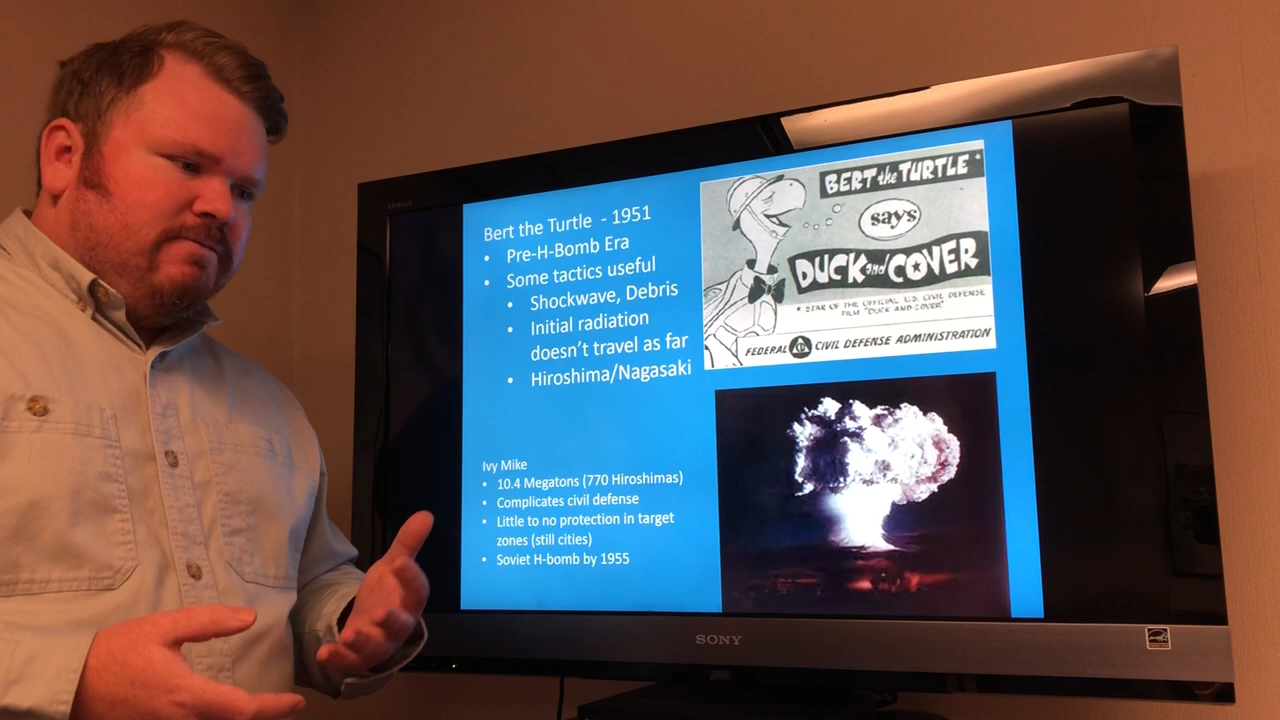 Bert the Turtle - 1951
• Pre-H-Bomb Era
• Some tactics useful
• Shockwave, Debris
• Initial radiation
doesn't travel as far
• Hiroshima/Nagasaki
Ivy Mike
• 10.4 Megatons (770 Hiroshimas)
• Complicates civil defense
• Little to no protection in target
zones (still cities)
• Soviet H-bomb by 1955
BERT the TURTLE*
says
DUCK and COVER
* STAR OF THE OFFICIAL U.S. CIVIL DEFENSE
FILM "DUCK AND COVER"
FEDERAL CD CIVIL DEFENSE ADMINISTRATION
SONY